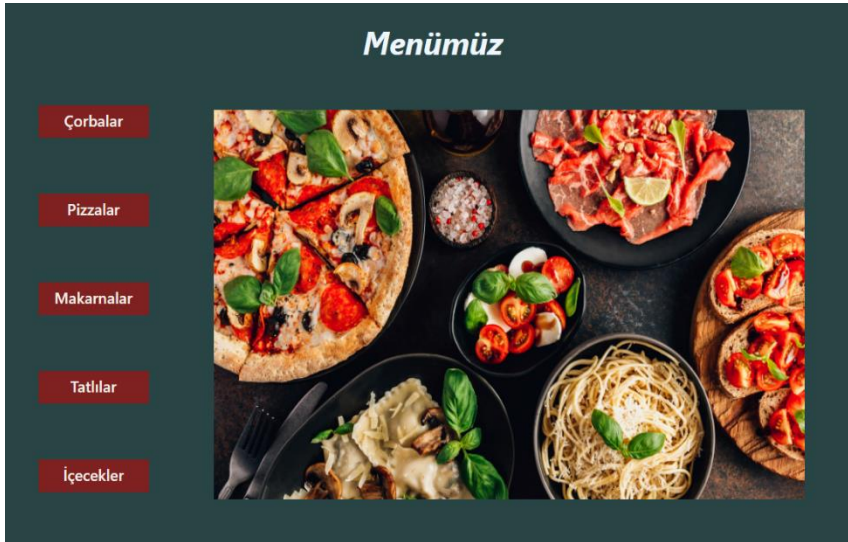 Menümüz
Çorbalar
Pizzalar
Makarnalar
Tatlılar
İçecekler